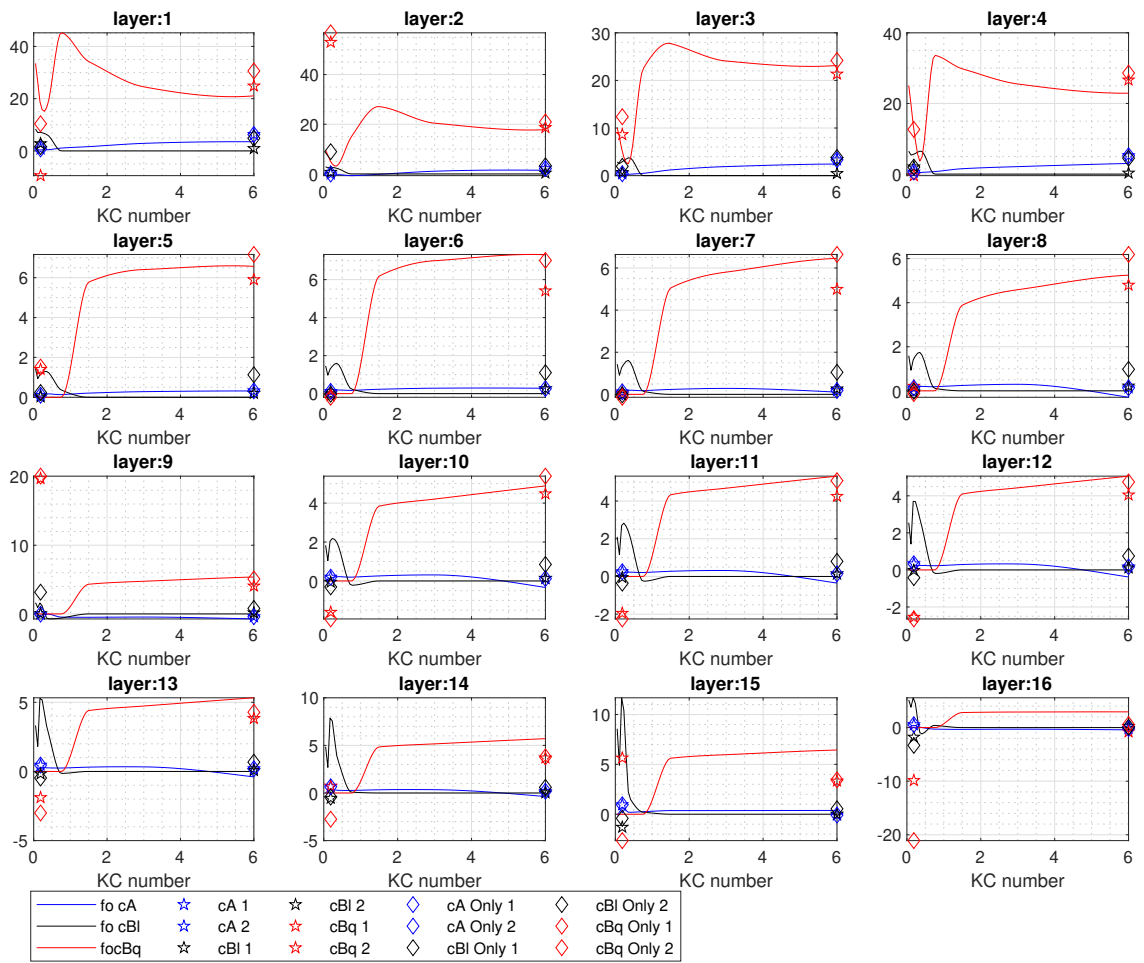 layer:1 layer:2 layer:3 layer:4
40 20 0
40 20 0
30 20 10 0
40 20 0
0 2 4 6 0 2 4 6 0 2 4 6 0 2 4 6
KC number KC number KC number KC number
layer:5 layer:6 layer:7 layer:8
6 4 2 0
6 4 2 0
6 4 2 0
6 4 2 0
0 2 4 6 0 2 4 6 0 2 4 6 0 2 4 6
KC number KC number KC number KC number
layer:9 layer:10 layer:11 layer:12
20 10 0
4 2 0
4 2 0 -2
4 2 0 -2
0 2 4 6 0 2 4 6 0 2 4 6 0 2 4 6
KC number KC number KC number KC number
layer:13 layer:14 layer:15 layer:16
5 0 -5
10 5 0 -5
10 5 0
0 -10 -20
0 2 4 6 0 2 4 6 0 2 4 6 0 2 4 6
KC number KC number KC number KC number
fo cA cA 1 cBl 2 cA Only 1 cBl Only 2
fo cBl cA 2 cBq 1 cA Only 2 cBq Only 1
focBq cBl 1 cBq 2 cBl Only 1 cBq Only 2